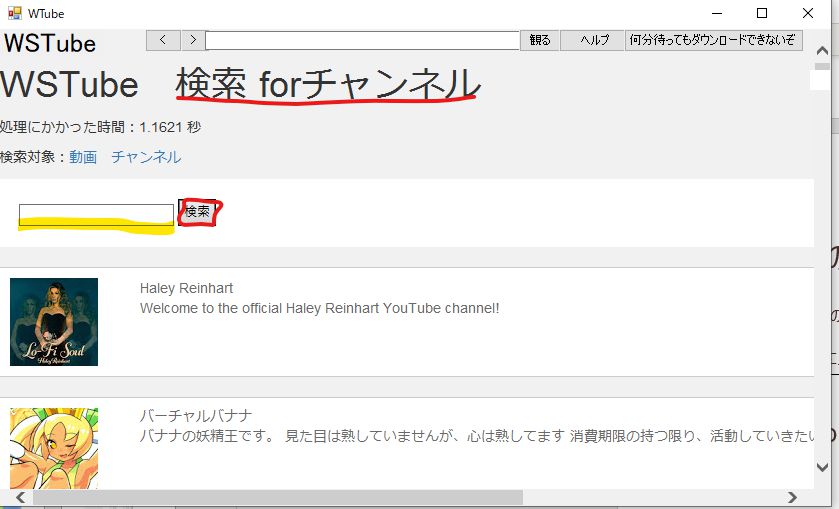 WTube
WSTube < > 観る ヘルプ 何分待ってもダウンロードできないぞ
WSTube 検索 forチャンネル
処理にかかった時間：1.1621 秒
検索対象：動画 チャンネル
検索
Haley Reinhart
Welcome to the official Haley Reinhart YouTube channel!
Lo-Fi Soul
Haley Reinhart
バーチャルバナナ
バナナの妖精王です。 見た目は熟していませんが、心は熟してます 消費期限の持つ限り、活動していきたい